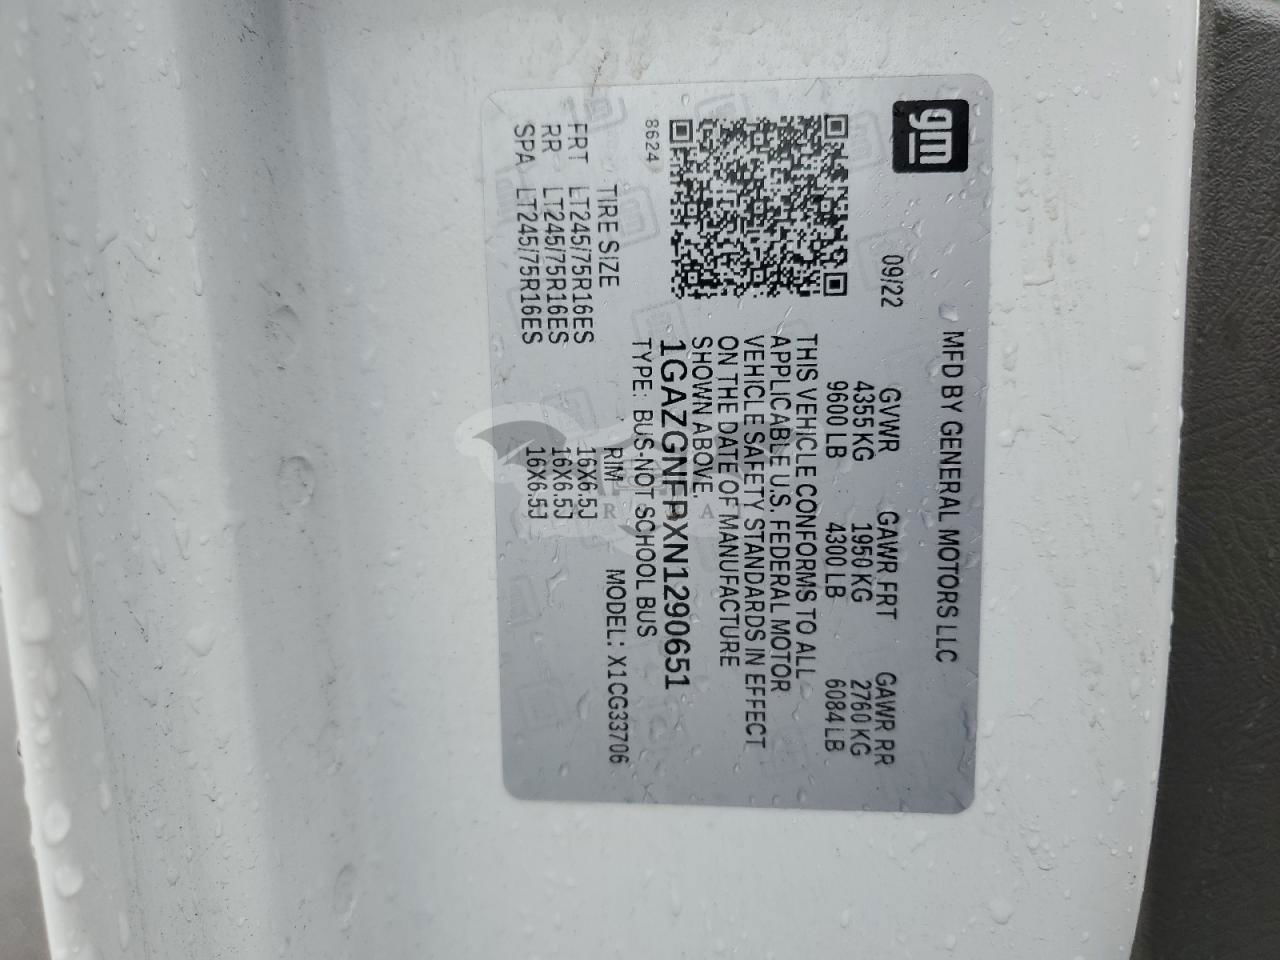 gm
MFD BY GENERAL MOTORS LLC
09/22 GVWR GAWR FRT GAWR RR
4355 KG 1950 KG 2760 KG
9600 LB 4300 LB 6084 LB
THIS VEHICLE CONFORMS TO ALL
APPLICABLE U.S. FEDERAL MOTOR
VEHICLE SAFETY STANDARDS IN EFFECT
ON THE DATE OF MANUFACTURE
SHOWN ABOVE.
1GAZGNFPXN1290651
8624 TYPE: BUS-NOT SCHOOL BUS
TIRE SIZE RIM MODEL: X1CG33706
FRT LT245/75R16ES 16X6.5J
RR LT245/75R16ES 16X6.5J
SPA LT245/75R16ES 16X6.5J